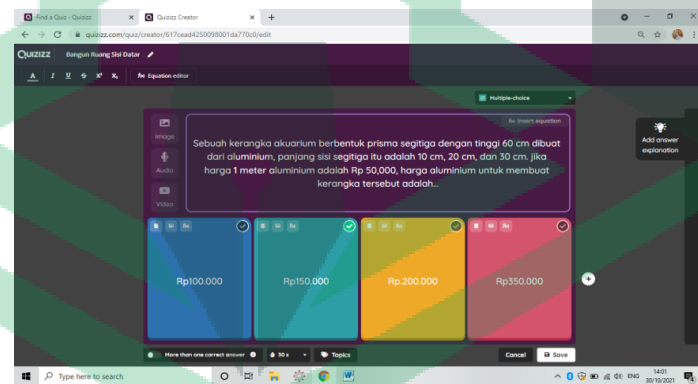 Find a Quiz - Quizizz
Quizizz Creator
quizizz.com/quiz/creator/617cead4250098001da770c0/edit
QUIZIZZ
Bangun Ruang Sisi Datar
A I U S X² X₂
fx Equation editor
Multiple-choice
fx Insert equation
Image
Audio
Video
Sebuah kerangka akuarium berbentuk prisma segitiga dengan tinggi 60 cm dibuat
dari aluminium, panjang sisi segitiga itu adalah 10 cm, 20 cm, dan 30 cm. jika
harga 1 meter aluminium adalah Rp 50,000, harga aluminium untuk membuat
kerangka tersebut adalah...
Add answer
explanation
Rp100.000
Rp150.000
Rp.200.000
Rp350.000
More than one correct answer
30 s
Topics
Cancel
Save
Type here to search
ENG
14:01
30/10/2021